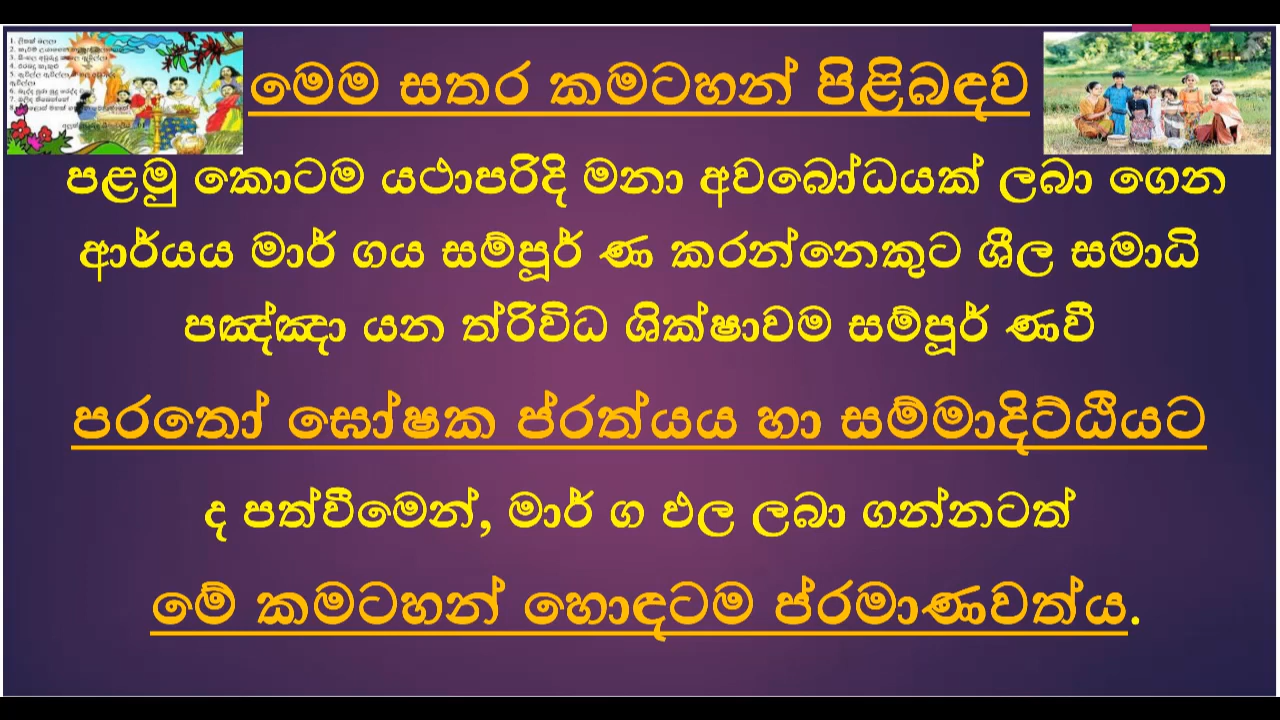 මෙම සතර කමටහන් පිළිබඳව
පළමු කොටම යථාපරිදි මනා අවබෝධයක් ලබා ගෙන
ආර්යය මාර් ගය සම්පූර් ණ කරන්නෙකුට ශීල සමාධි
පඤ්ඤා යන ත්රිවිධ ශික්ෂාවම සම්පූර් ණවී
පරතෝ ඝෝෂක ප්රත්යය හා සම්මාදිට්ඨියට
ද පත්වීමෙන්, මාර් ග ඵල ලබා ගන්නටත්
මේ කමටහන් හොඳටම ප්රමාණවත්ය.